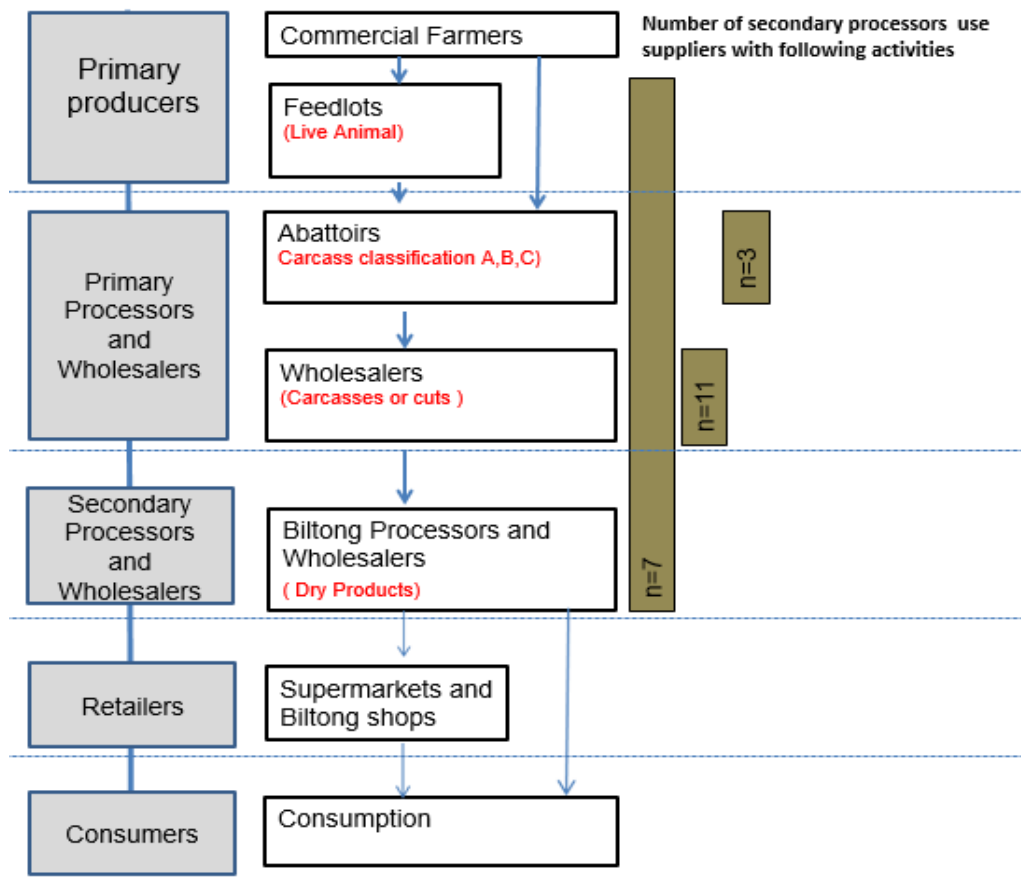 Primary
producers
Commercial Farmers
Number of secondary processors use
suppliers with following activities
Feedlots
(Live Animal)
Primary
Processors
and
Wholesalers
Abattoirs
Carcass classification A,B,C)
n=3
Wholesalers
(Carcasses or cuts )
n=11
Secondary
Processors
and
Wholesalers
Biltong Processors and
Wholesalers
( Dry Products)
n=7
Retailers
Supermarkets and
Biltong shops
Consumers
Consumption